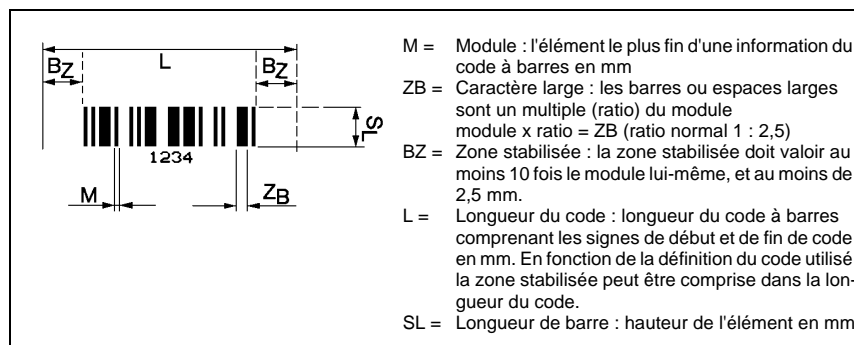 L
BZ
BZ
SL
1234
M
ZB
M = Module : l'élément le plus fin d'une information du
code à barres en mm
ZB = Caractère large : les barres ou espaces larges
sont un multiple (ratio) du module
module x ratio = ZB (ratio normal 1 : 2,5)
BZ = Zone stabilisée : la zone stabilisée doit valoir au
moins 10 fois le module lui-même, et au moins de
2,5 mm.
L = Longueur du code : longueur du code à barres
comprenant les signes de début et de fin de code
en mm. En fonction de la définition du code utilisé
la zone stabilisée peut être comprise dans la lon-
gueur du code.
SL = Longueur de barre : hauteur de l'élément en mm